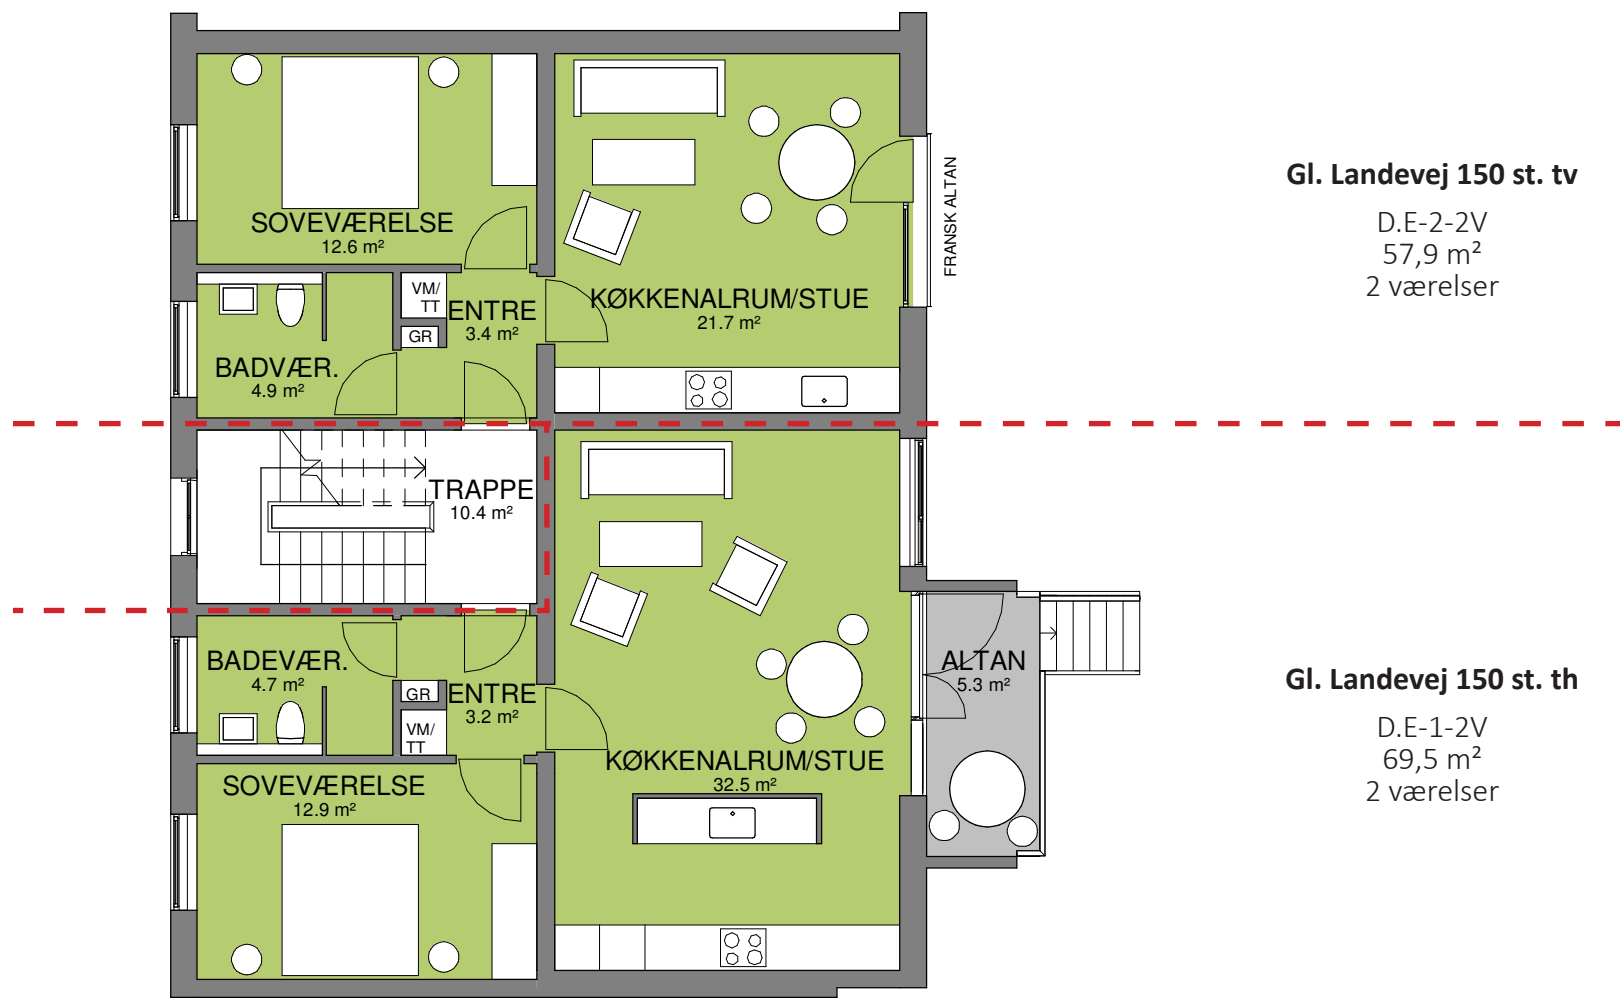 SOVEVÆRELSE
12.6 m²
VM/
TT
GR
ENTRE
3.4 m²
BADVÆR.
4.9 m²
KØKKENALRUM/STUE
21.7 m²
FRANSK ALTAN
Gl. Landevej 150 st. tv
D.E-2-2V
57,9 m²
2 værelser
TRAPPE
10.4 m²
BADEVÆR.
4.7 m²
GR
VM/
TT
ENTRE
3.2 m²
KØKKENALRUM/STUE
32.5 m²
ALTAN
5.3 m²
SOVEVÆRELSE
12.9 m²
Gl. Landevej 150 st. th
D.E-1-2V
69,5 m²
2 værelser